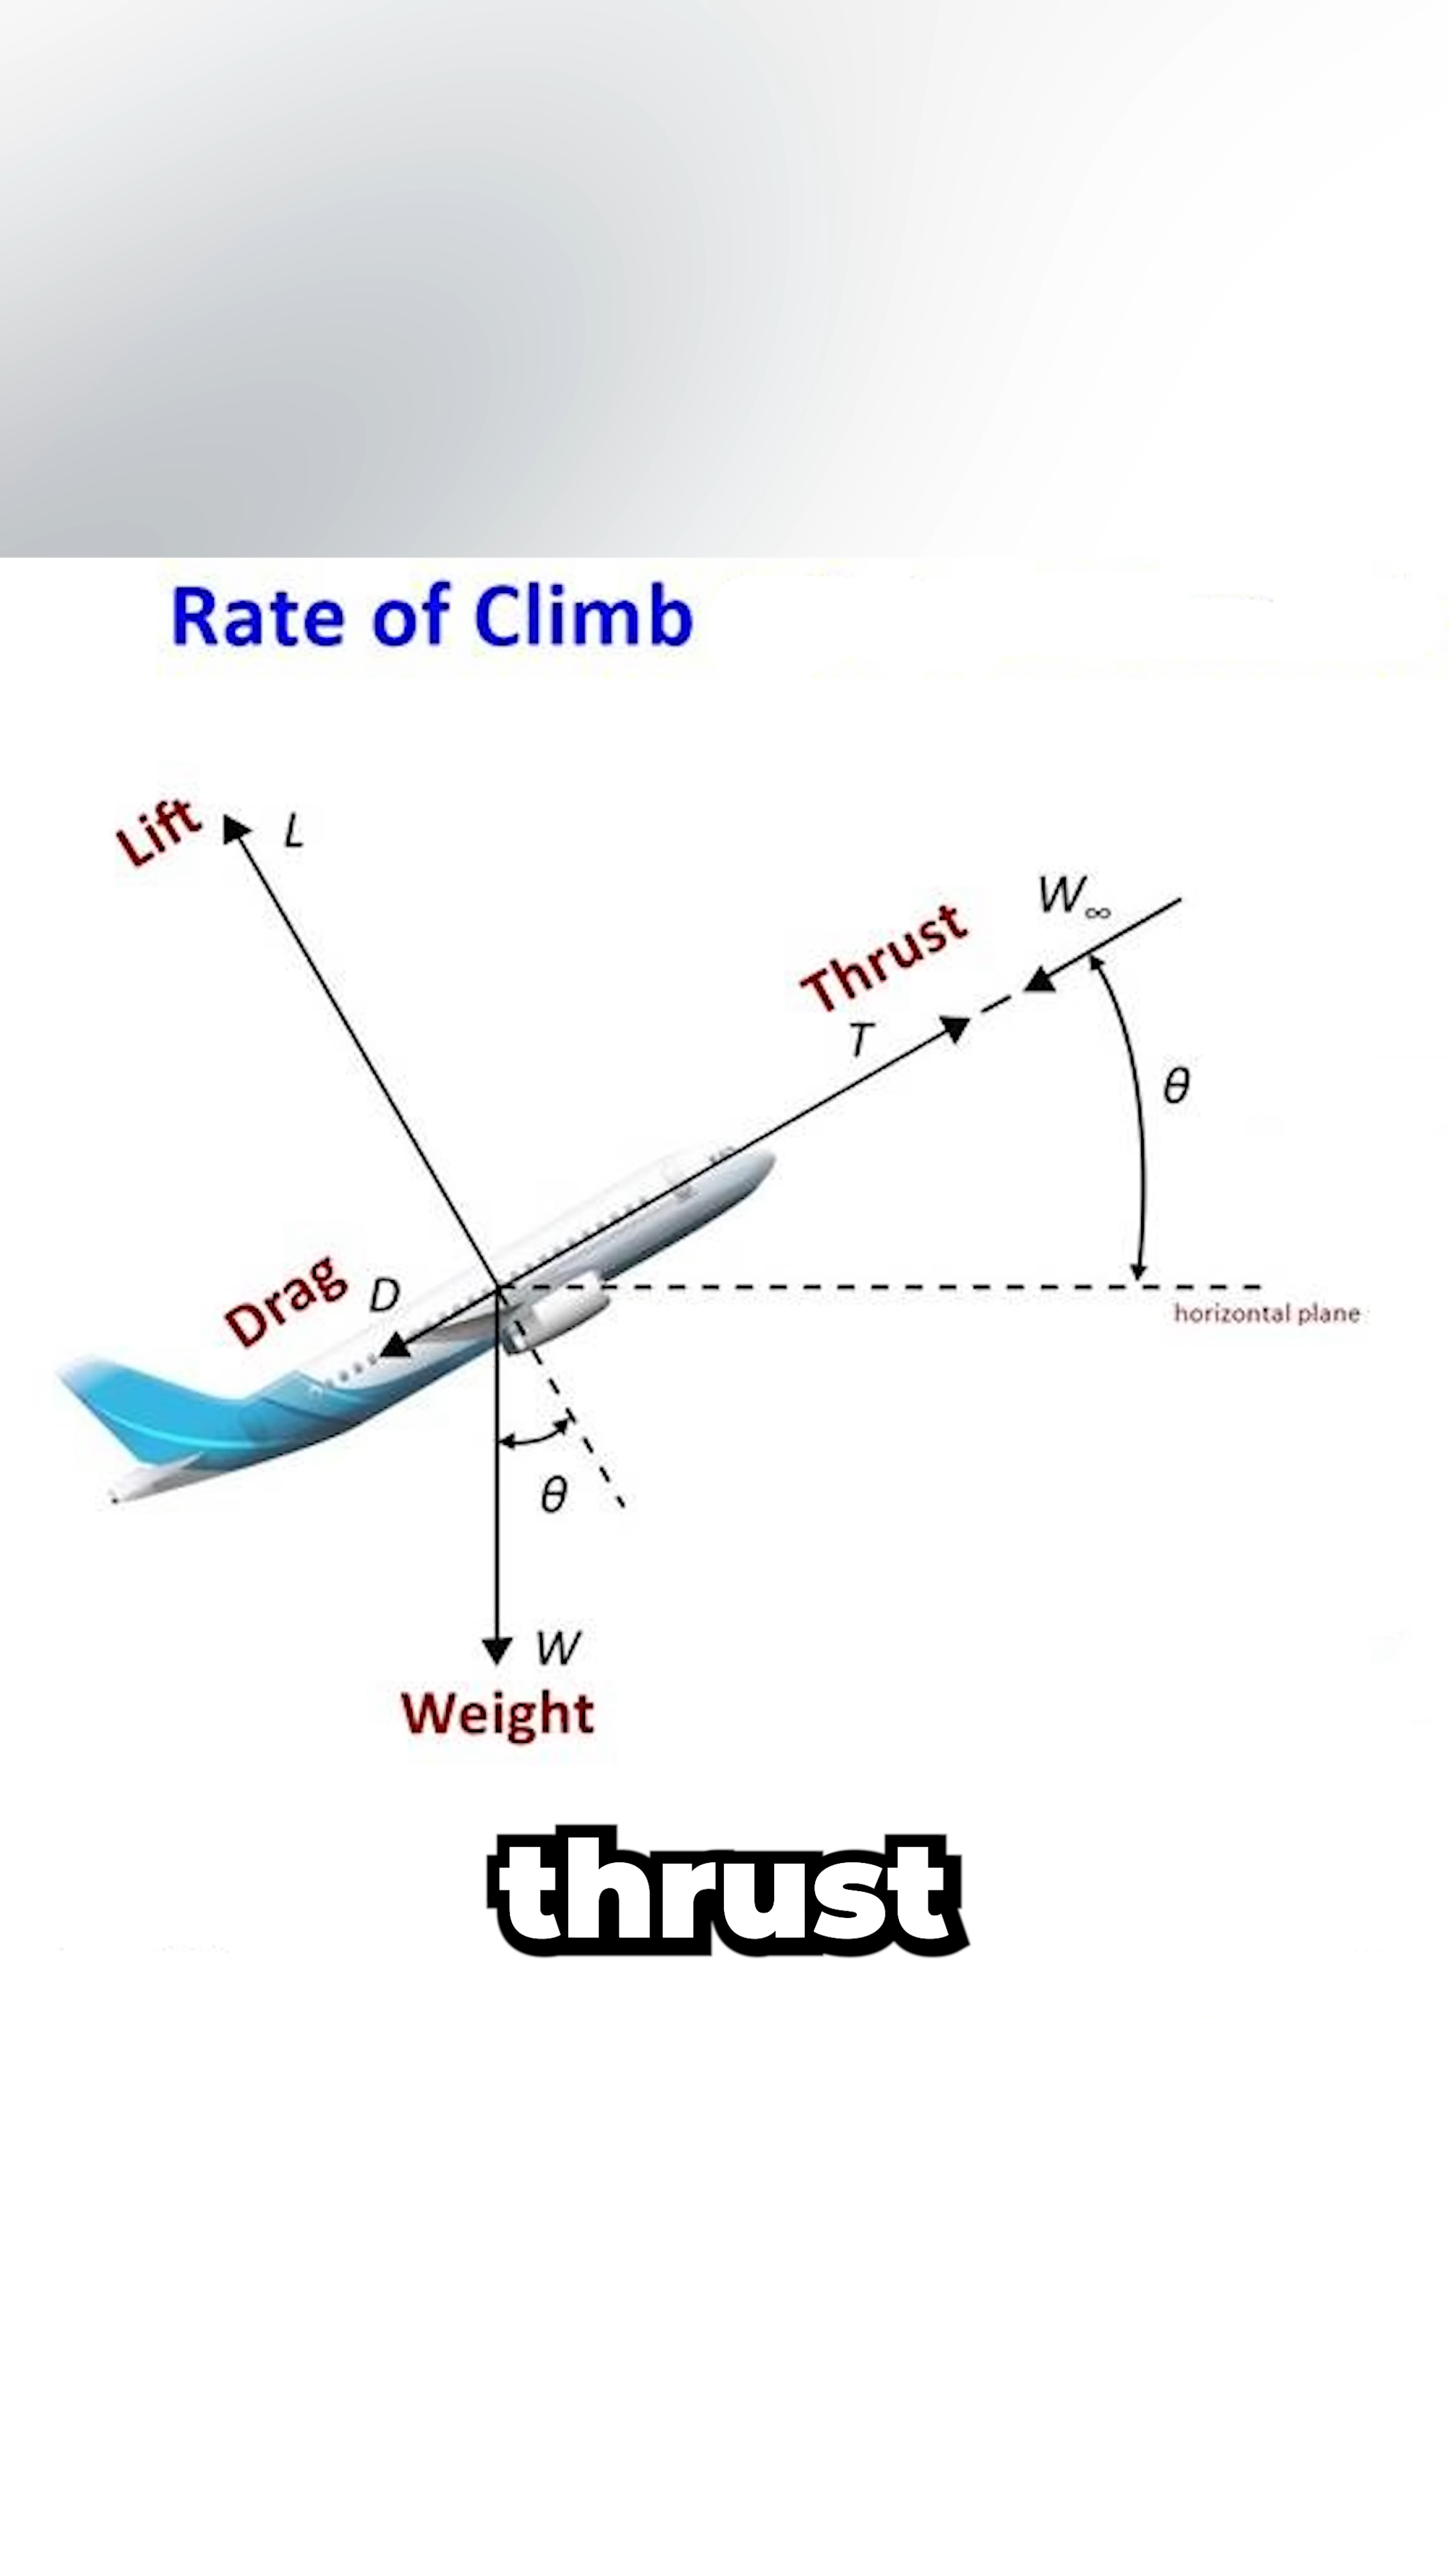 Rate of Climb
Lift
L
W∞
Thrust
T
θ
Drag
D
horizontal plane
θ
W
Weight
thrust